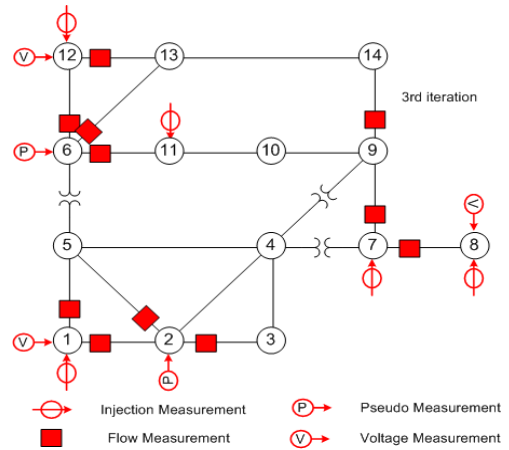 V
12
13
14
3rd iteration
P
6
11
10
9
V
5
4
7
8
V
1
2
3
P
Injection Measurement
P
Pseudo Measurement
Flow Measurement
V
Voltage Measurement